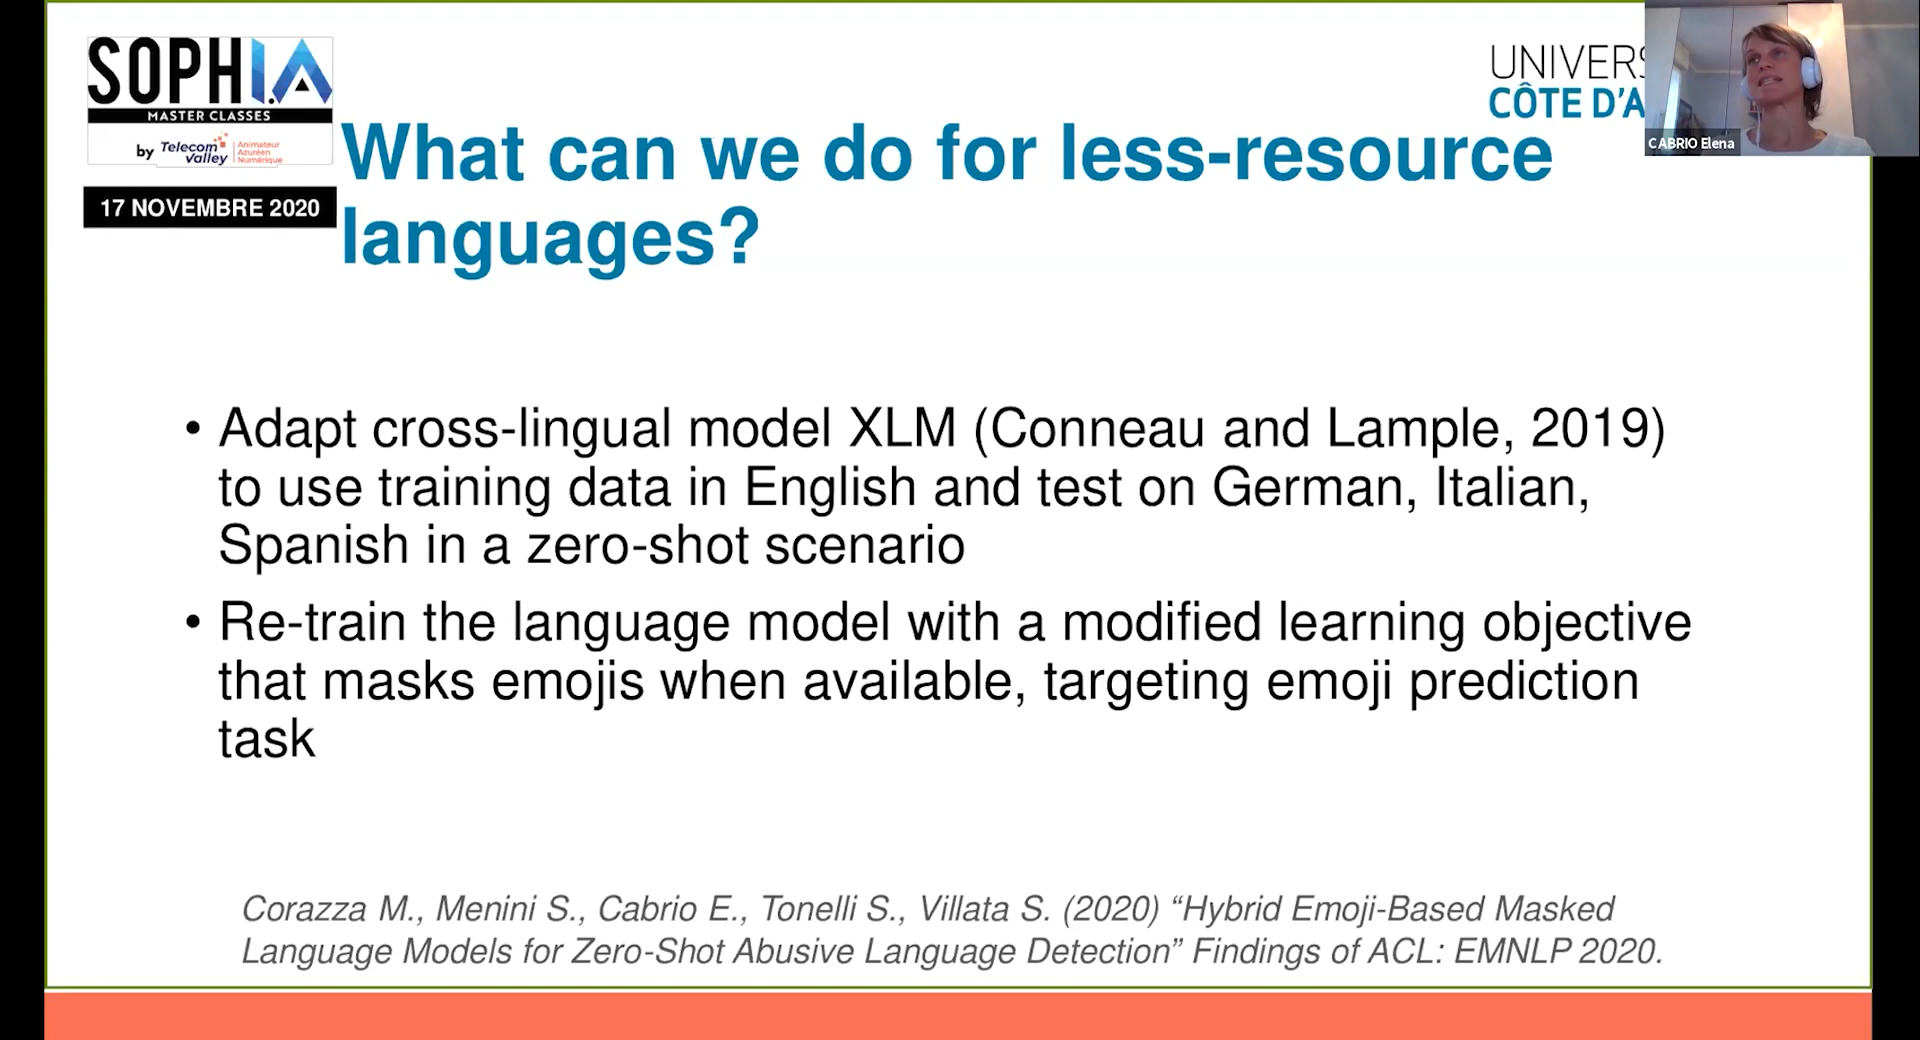 SOPHI.A
MASTER CLASSES
by Telecom Valley
Animateur
Azuréen
Numérique
17 NOVEMBRE 2020
UNIVERS
CÔTE D'A
CABRIO Elena
What can we do for less-resource
languages?
• Adapt cross-lingual model XLM (Conneau and Lample, 2019)
to use training data in English and test on German, Italian,
Spanish in a zero-shot scenario
• Re-train the language model with a modified learning objective
that masks emojis when available, targeting emoji prediction
task
Corazza M., Menini S., Cabrio E., Tonelli S., Villata S. (2020) “Hybrid Emoji-Based Masked
Language Models for Zero-Shot Abusive Language Detection” Findings of ACL: EMNLP 2020.